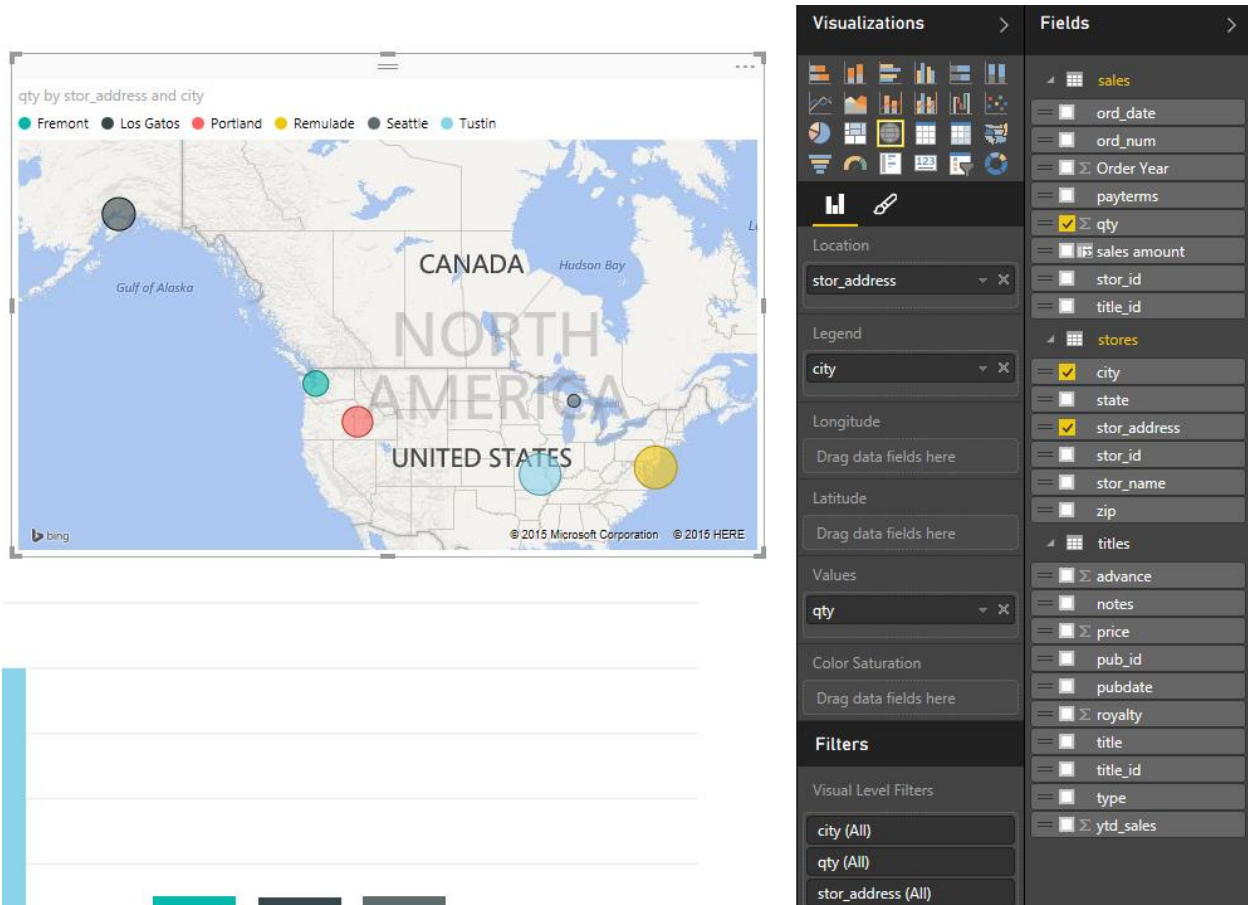 qty by stor_address and city
Fremont Los Gatos Portland Remulade Seattle Tustin
Gulf of Alaska
CANADA
Hudson Bay
NORTH
AMERICA
UNITED STATES
bing
© 2015 Microsoft Corporation © 2015 HERE
Visualizations
123
Location
stor_address
Legend
city
Longitude
Drag data fields here
Latitude
Drag data fields here
Values
qty
Color Saturation
Drag data fields here
Filters
Visual Level Filters
city (All)
qty (All)
stor_address (All)
Fields
sales
ord_date
ord_num
Σ Order Year
payterms
Σ qty
sales amount
stor_id
title_id
stores
city
state
stor_address
stor_id
stor_name
zip
titles
Σ advance
notes
Σ price
pub_id
pubdate
Σ royalty
title
title_id
type
Σ ytd_sales